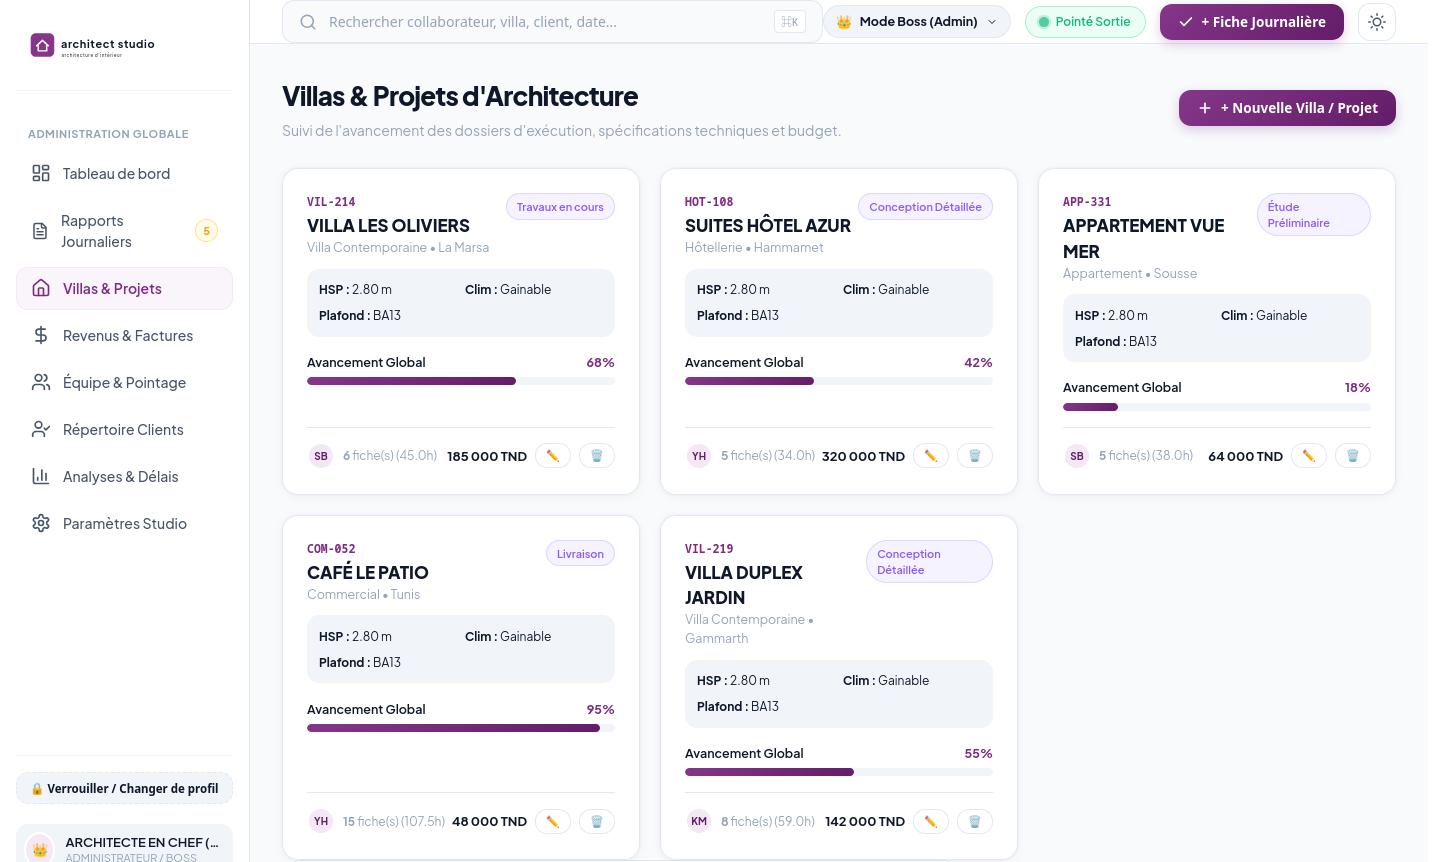 architect studio
architecture d'intérieur
ADMINISTRATION GLOBALE
Tableau de bord
Rapports
Journaliers
5
Villas & Projets
Revenus & Factures
Équipe & Pointage
Répertoire Clients
Analyses & Délais
Paramètres Studio
🔒 Verrouiller / Changer de profil
👑
ARCHITECTE EN CHEF (...
ADMINISTRATEUR / BOSS
Rechercher collaborateur, villa, client, date...
⌘K
👑 Mode Boss (Admin)
Pointé Sortie
+ Fiche Journalière
Villas & Projets d'Architecture
Suivi de l'avancement des dossiers d'exécution, spécifications techniques et budget.
+ Nouvelle Villa / Projet
VIL-214
Travaux en cours
VILLA LES OLIVIERS
Villa Contemporaine • La Marsa
HSP : 2.80 m Clim : Gainable
Plafond : BA13
Avancement Global 68%
SB 6 fiche(s) (45.0h) 185 000 TND ✏️ 🗑️
HOT-108
Conception Détaillée
SUITES HÔTEL AZUR
Hôtellerie • Hammamet
HSP : 2.80 m Clim : Gainable
Plafond : BA13
Avancement Global 42%
YH 5 fiche(s) (34.0h) 320 000 TND ✏️ 🗑️
APP-331
Étude
Préliminaire
APPARTEMENT VUE
MER
Appartement • Sousse
HSP : 2.80 m Clim : Gainable
Plafond : BA13
Avancement Global 18%
SB 5 fiche(s) (38.0h) 64 000 TND ✏️ 🗑️
COM-052
Livraison
CAFÉ LE PATIO
Commercial • Tunis
HSP : 2.80 m Clim : Gainable
Plafond : BA13
Avancement Global 95%
YH 15 fiche(s) (107.5h) 48 000 TND ✏️ 🗑️
VIL-219
Conception
Détaillée
VILLA DUPLEX
JARDIN
Villa Contemporaine •
Gammarth
HSP : 2.80 m Clim : Gainable
Plafond : BA13
Avancement Global 55%
KM 8 fiche(s) (59.0h) 142 000 TND ✏️ 🗑️